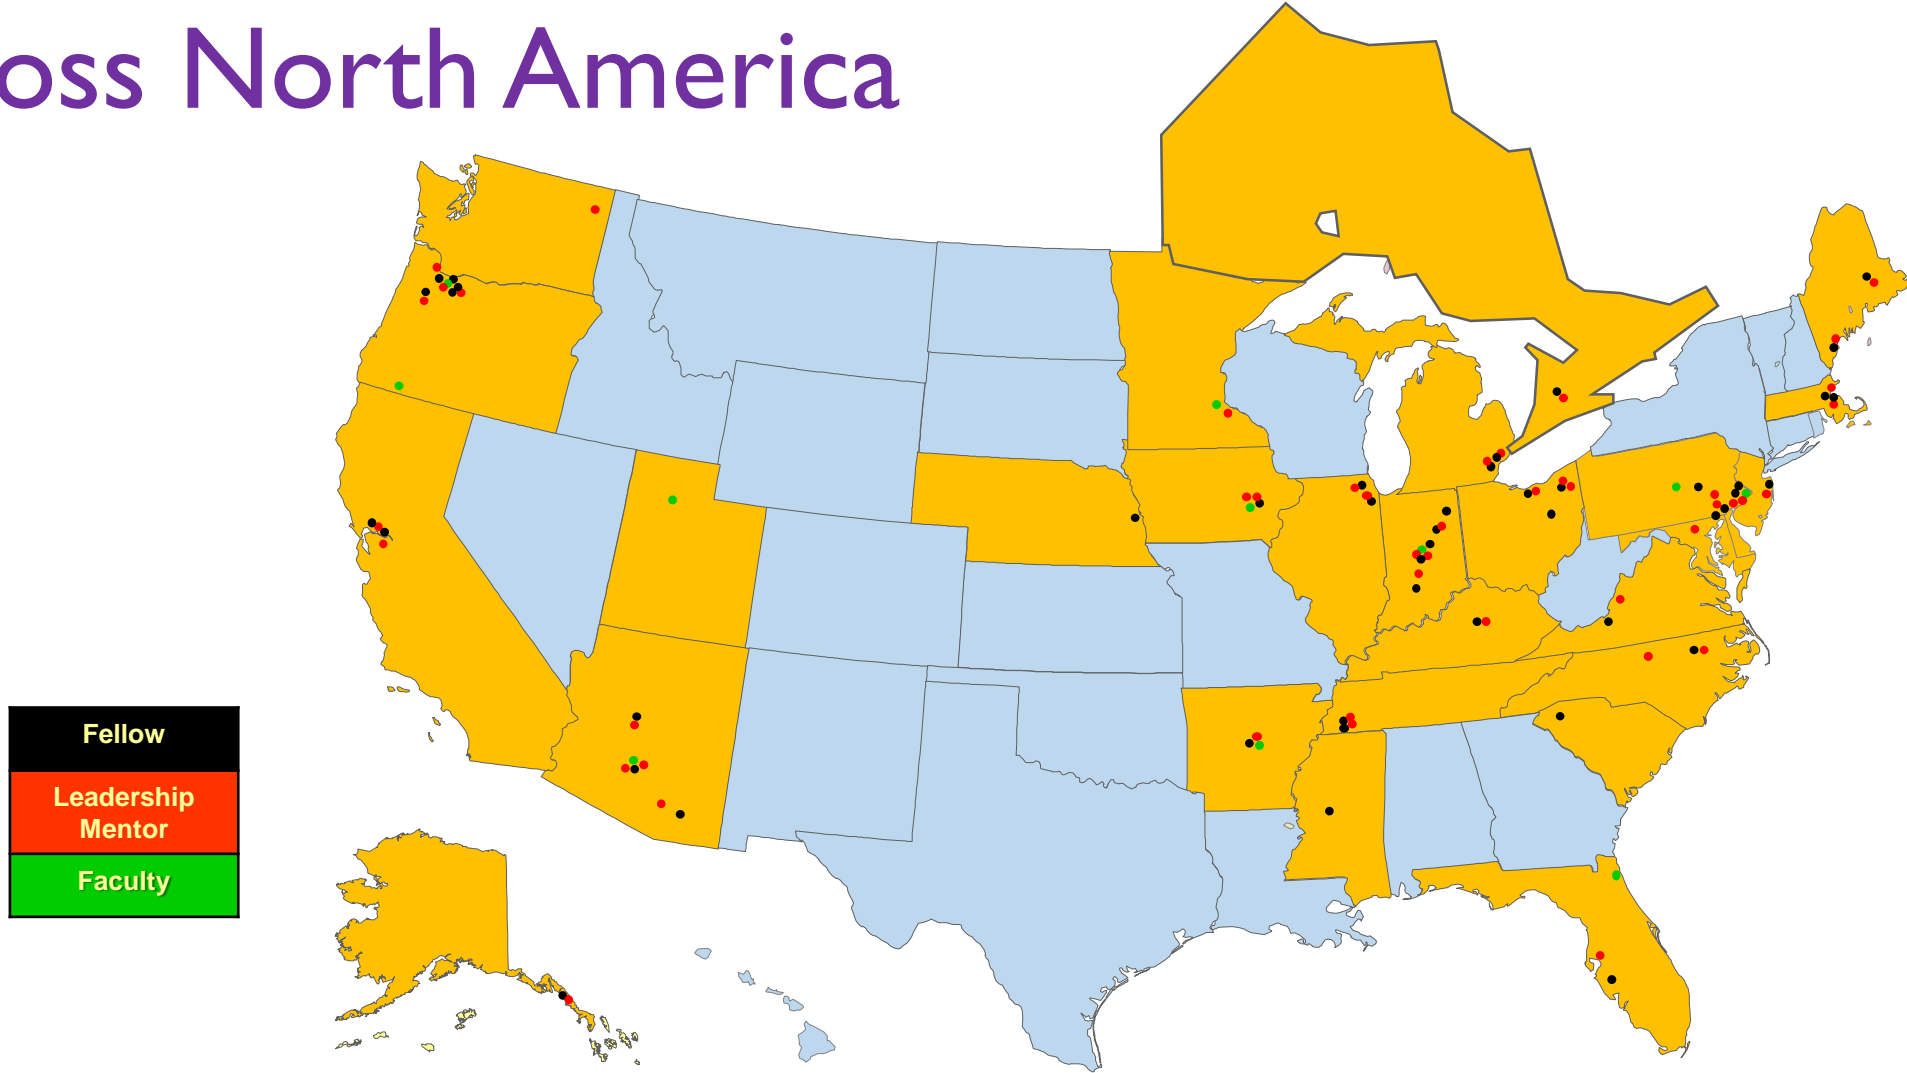 oss North America
Fellow
Leadership
Mentor
Faculty